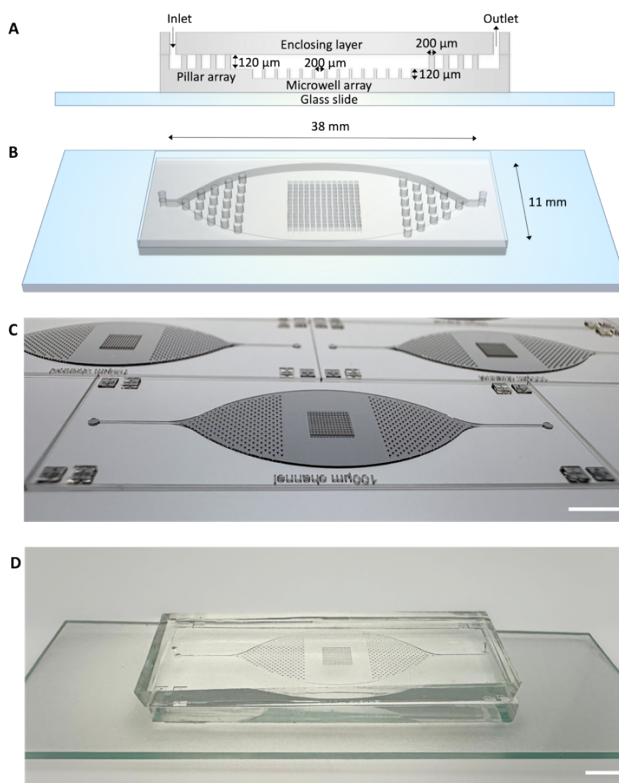 A
Inlet
Outlet
Enclosing layer
200 µm
120 µm
200 µm
Pillar array
120 µm
Microwell array
Glass slide
38 mm
B
11 mm
C
100µm channel
D